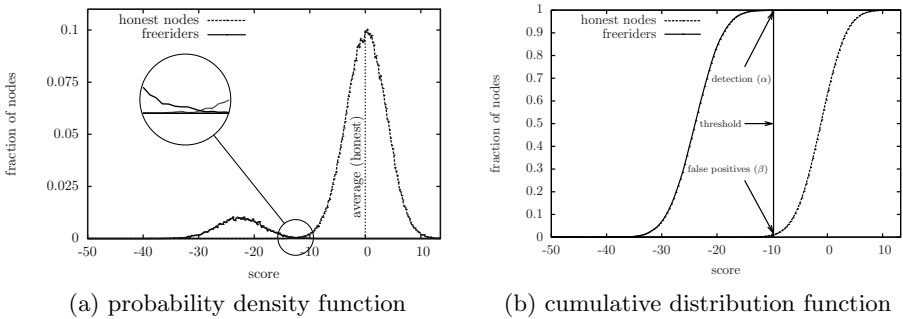 honest nodes
freeriders
0.1
0.075
0.05
0.025
0
fraction of nodes
average (honest)
-50 -40 -30 -20 -10 0 10
score
(a) probability density function
honest nodes
freeriders
1
0.9
0.8
0.7
0.6
0.5
0.4
0.3
0.2
0.1
0
fraction of nodes
detection (α)
threshold
false positives (β)
-50 -40 -30 -20 -10 0 10
score
(b) cumulative distribution function